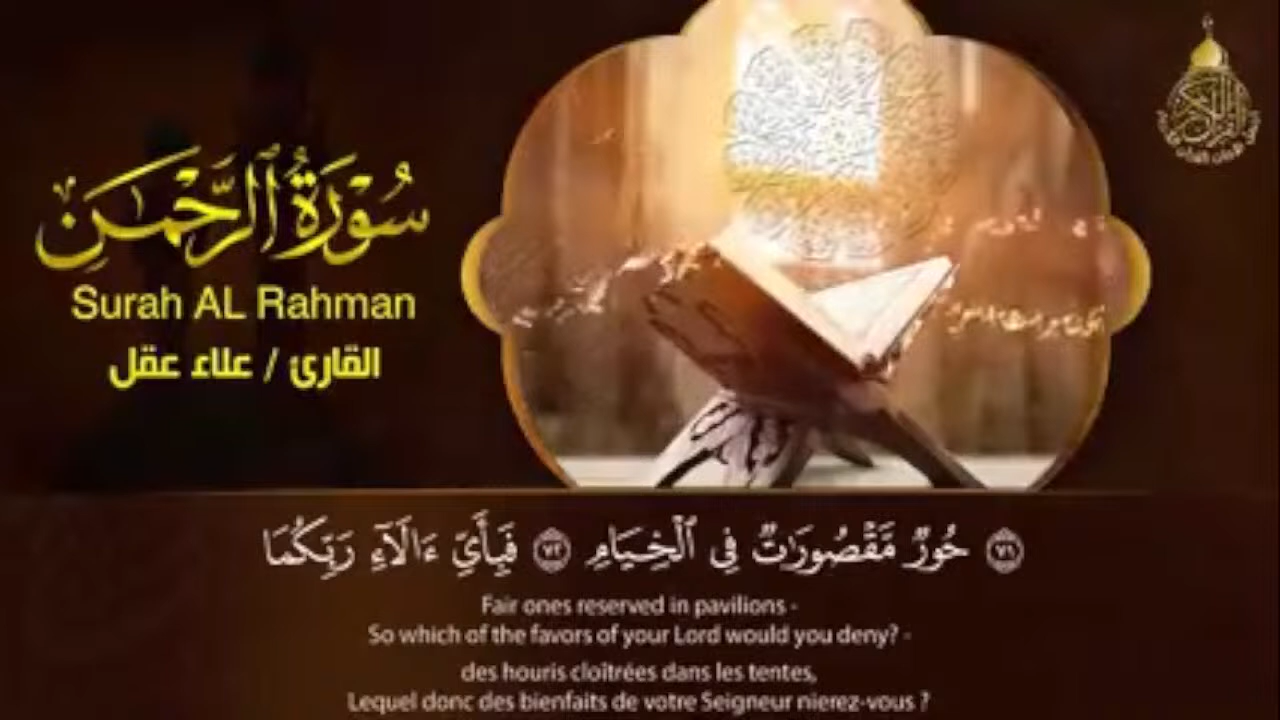 سُورَةُ ٱلرَّحْمَـٰنِ
Surah AL Rahman
القارئ / علاء عقل
٧١ حُورٌ مَّقْصُورَٰتٌ فِى ٱلْخِيَامِ ٧٢ فَبِأَىِّ ءَالَآءِ رَبِّكُمَا
Fair ones reserved in pavilions -
So which of the favors of your Lord would you deny? -
des houris cloîtrées dans les tentes,
Lequel donc des bienfaits de votre Seigneur nierez-vous ?